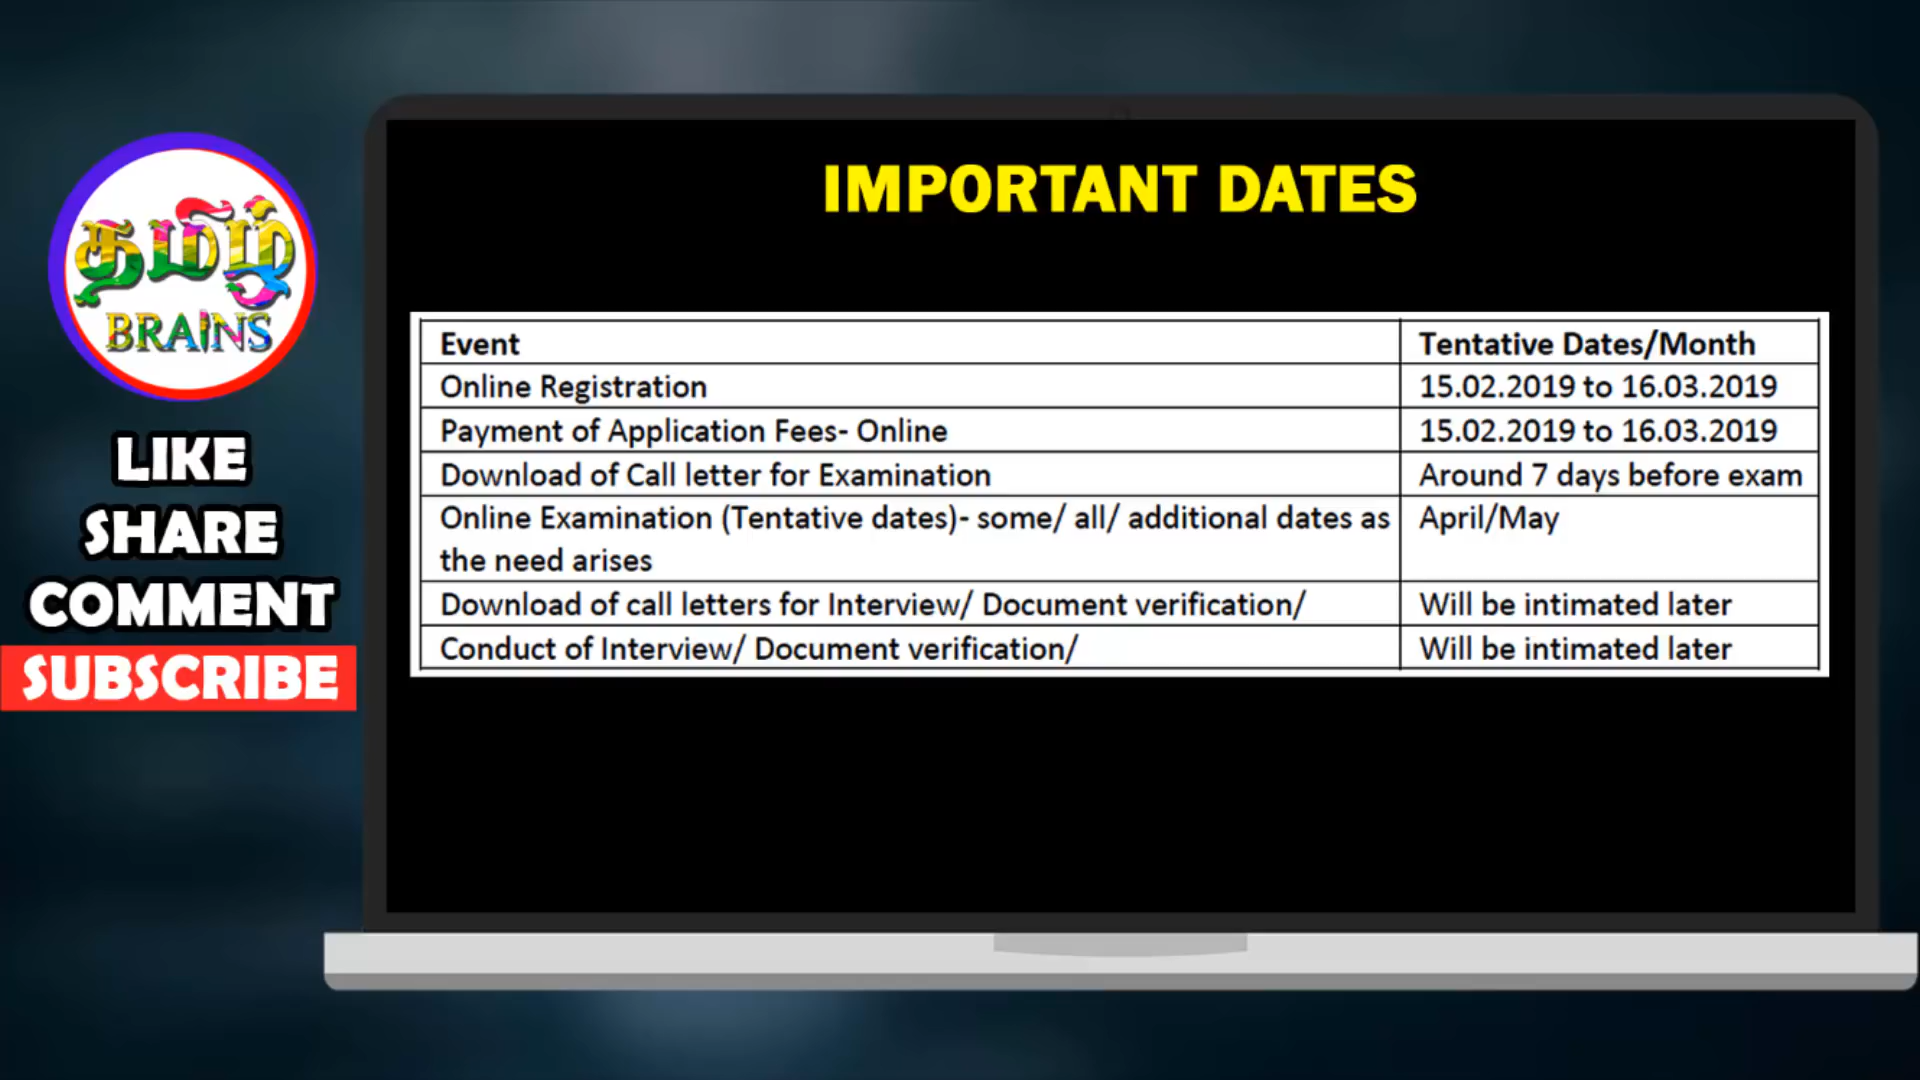 தமிழ்
BRAINS
LIKE
SHARE
COMMENT
SUBSCRIBE
IMPORTANT DATES
Event Tentative Dates/Month
Online Registration 15.02.2019 to 16.03.2019
Payment of Application Fees- Online 15.02.2019 to 16.03.2019
Download of Call letter for Examination Around 7 days before exam
Online Examination (Tentative dates)- some/ all/ additional dates as April/May
the need arises
Download of call letters for Interview/ Document verification/ Will be intimated later
Conduct of Interview/ Document verification/ Will be intimated later